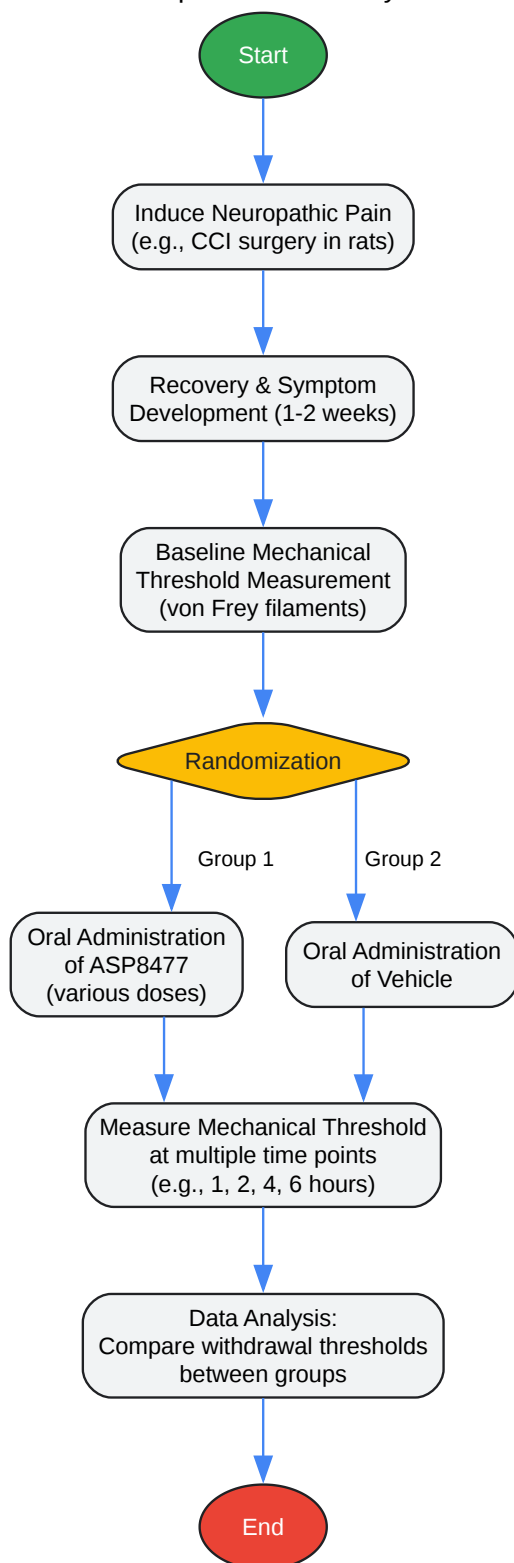 Start
Induce Neuropathic Pain
(e.g., CCI surgery in rats)
Recovery & Symptom
Development (1-2 weeks)
Baseline Mechanical
Threshold Measurement
(von Frey filaments)
Randomization
Group 1
Group 2
Oral Administration
of ASP8477
(various doses)
Oral Administration
of Vehicle
Measure Mechanical Threshold
at multiple time points
(e.g., 1, 2, 4, 6 hours)
Data Analysis:
Compare withdrawal thresholds
between groups
End